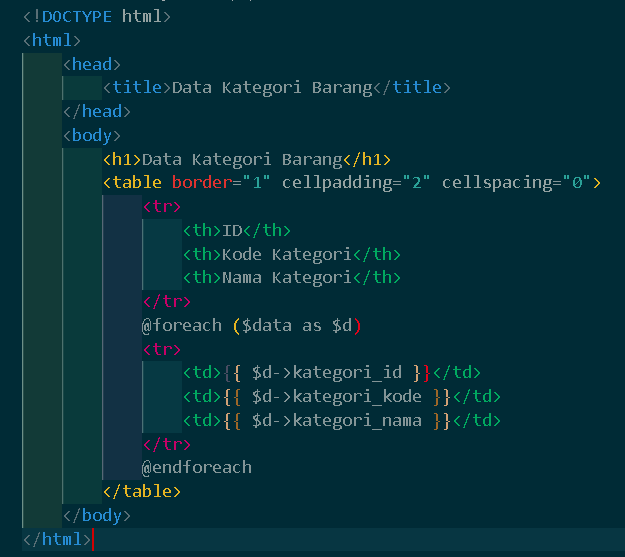 <!DOCTYPE html>
<html>
<head>
<title>Data Kategori Barang</title>
</head>
<body>
<h1>Data Kategori Barang</h1>
<table border="1" cellpadding="2" cellspacing="0">
<tr>
<th>ID</th>
<th>Kode Kategori</th>
<th>Nama Kategori</th>
</tr>
@foreach ($data as $d)
<tr>
<td>{{ $d->kategori_id }}</td>
<td>{{ $d->kategori_kode }}</td>
<td>{{ $d->kategori_nama }}</td>
</tr>
@endforeach
</table>
</body>
</html>